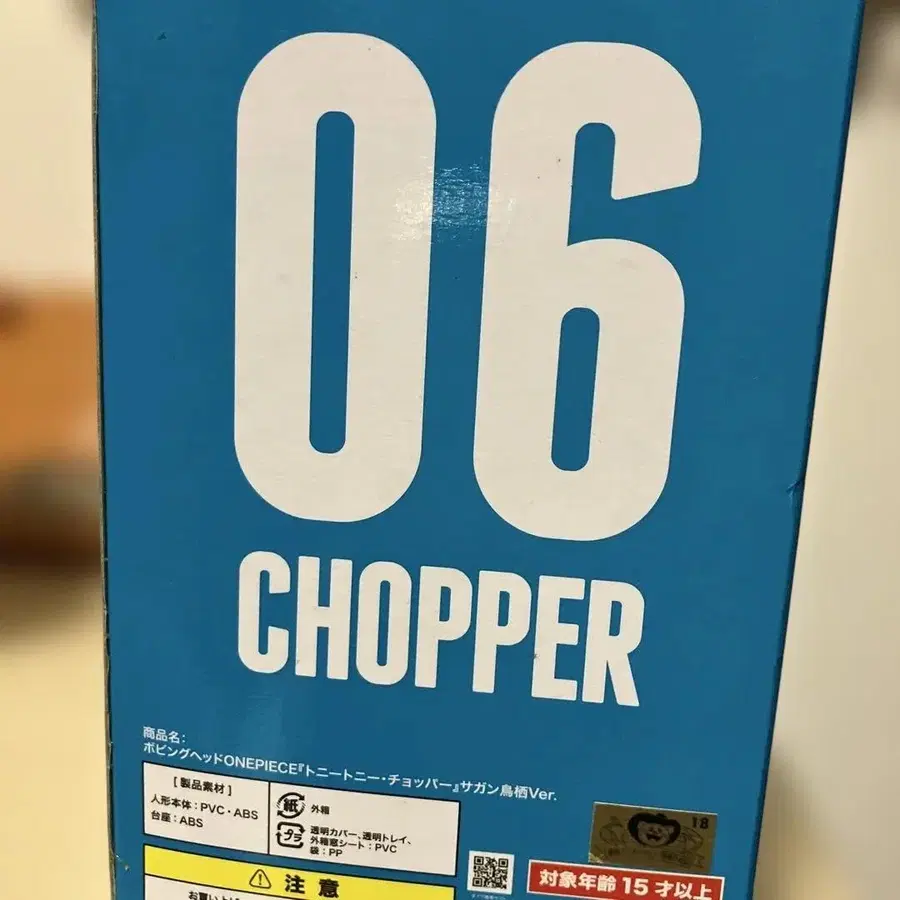 06
CHOPPER
商品名:
ボビングヘッドONEPIECE『トニートニー・チョッパー』サガン鳥栖Ver.
[製品素材]
人形本体:PVC・ABS
台座:ABS
紙 外箱
プラ 透明カバー、透明トレイ、
外箱窓シート:PVC
袋:PP
18
⚠ 注意
対象年齢15才以上